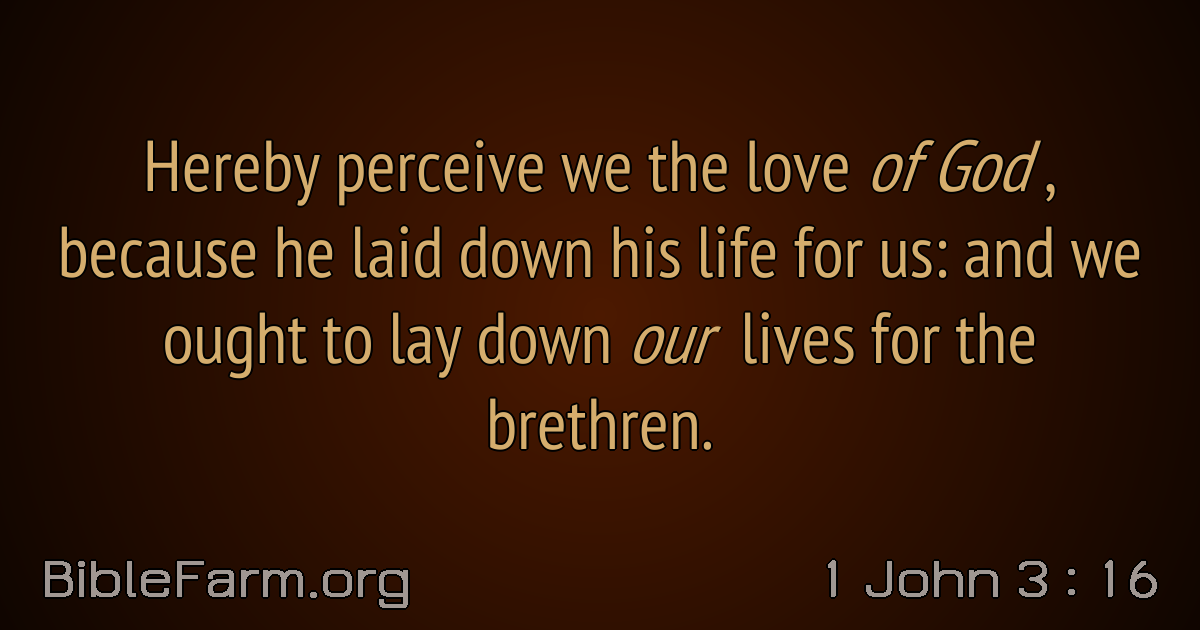 Hereby perceive we the love of God ,
because he laid down his life for us: and we
ought to lay down our lives for the
brethren.
BibleFarm.org
1 John 3 : 16